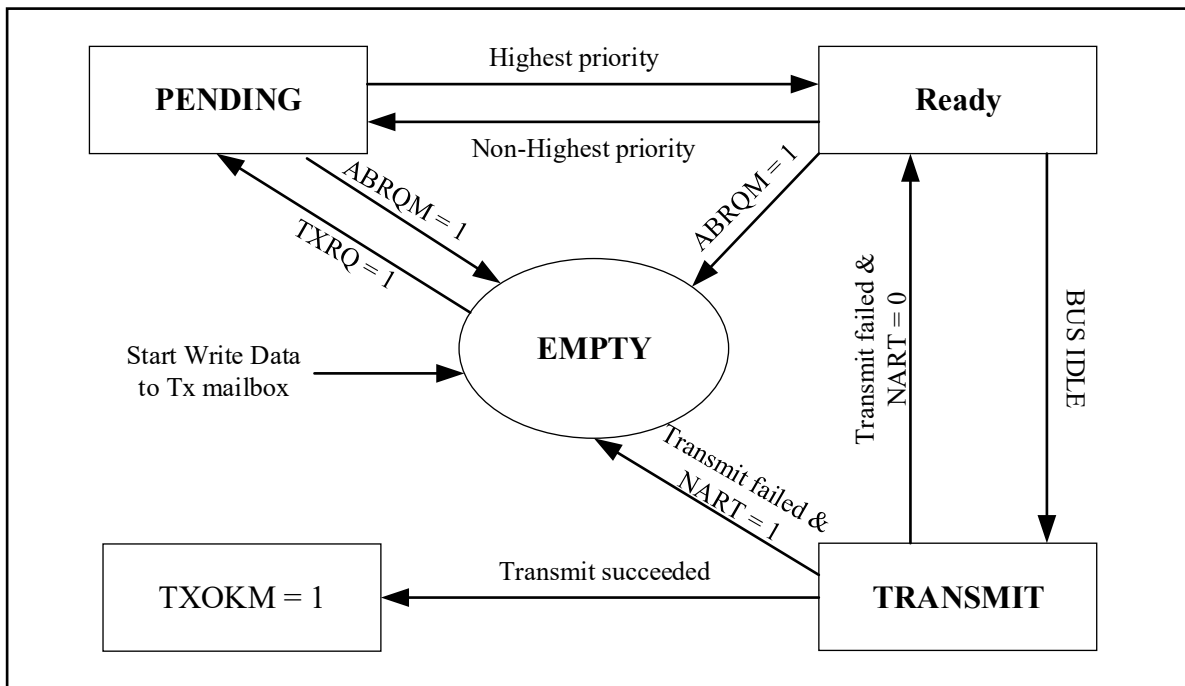 Highest priority
PENDING
Ready
Non-Highest priority
ABRQM = 1
TXRQ = 1
ABRQM = 1
Transmit failed &
NART = 0
BUS IDLE
EMPTY
Start Write Data
to Tx mailbox
Transmit failed &
NART = 1
Transmit succeeded
TXOKM = 1
TRANSMIT